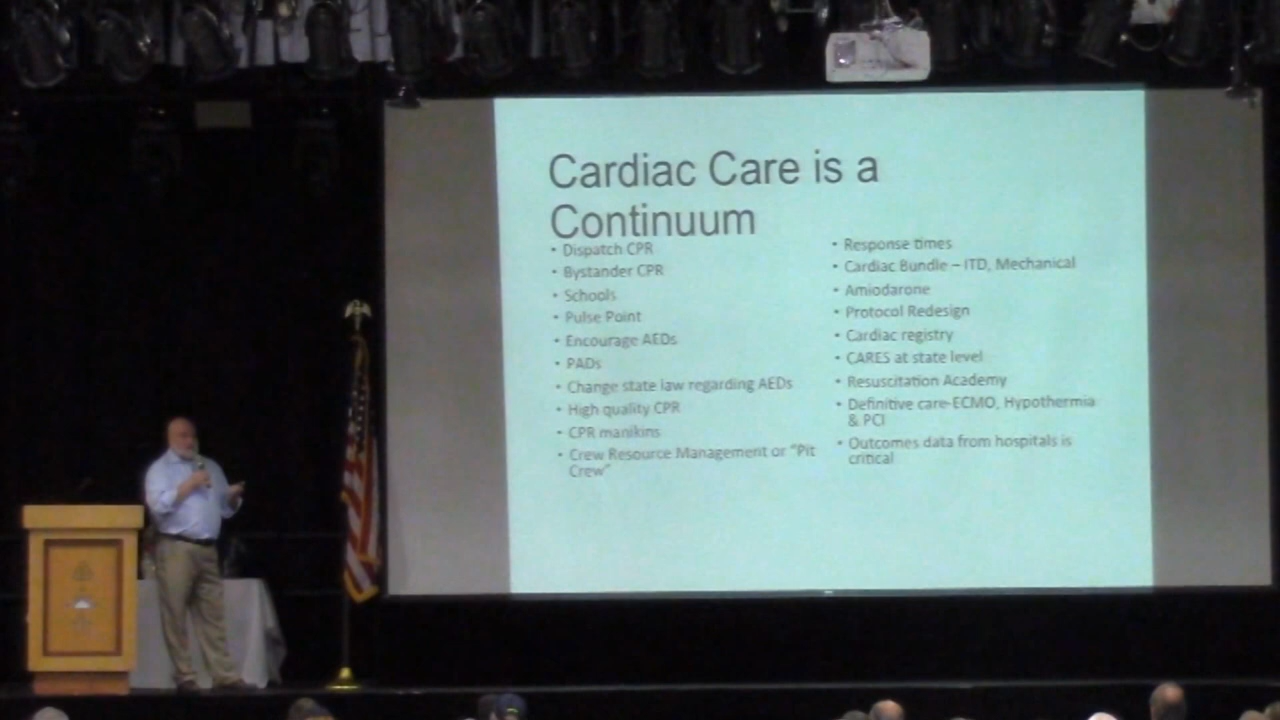 Cardiac Care is a
Continuum
• Dispatch CPR
• Bystander CPR
• Schools
• Pulse Point
• Encourage AEDs
• PADs
• Change state law regarding AEDs
• High quality CPR
• CPR manikins
• Crew Resource Management or "Pit
Crew"
• Response times
• Cardiac Bundle – ITD, Mechanical
• Amiodarone
• Protocol Redesign
• Cardiac registry
• CARES at state level
• Resuscitation Academy
• Definitive care-ECMO, Hypothermia
& PCI
• Outcomes data from hospitals is
critical